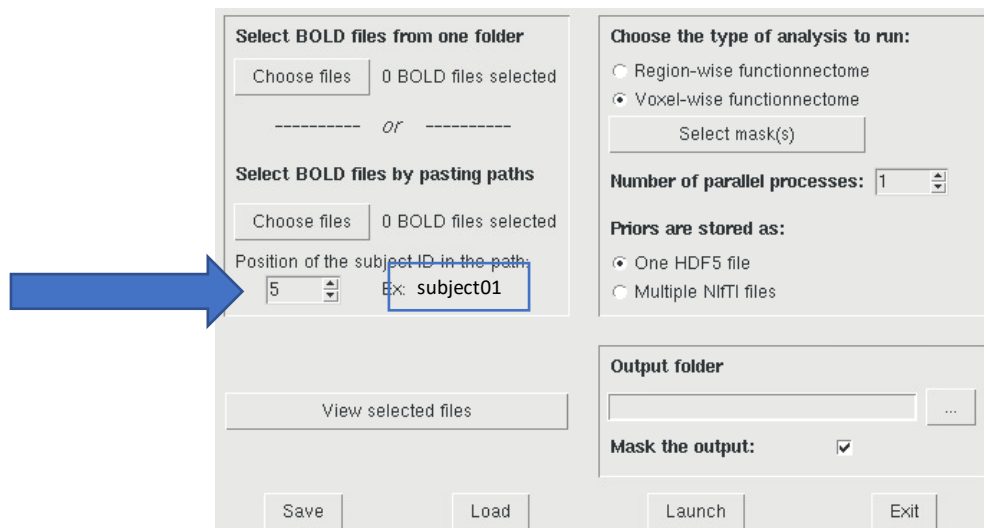 Select BOLD files from one folder
Choose files
0 BOLD files selected
---------- or ----------
Select BOLD files by pasting paths
Choose files
0 BOLD files selected
Position of the subject ID in the path:
5
Ex: subject01
View selected files
Choose the type of analysis to run:
Region-wise functionnectome
Voxel-wise functionnectome
Select mask(s)
Number of parallel processes: 1
Priors are stored as:
One HDF5 file
Multiple NIfTI files
Output folder
...
Mask the output:
Save
Load
Launch
Exit